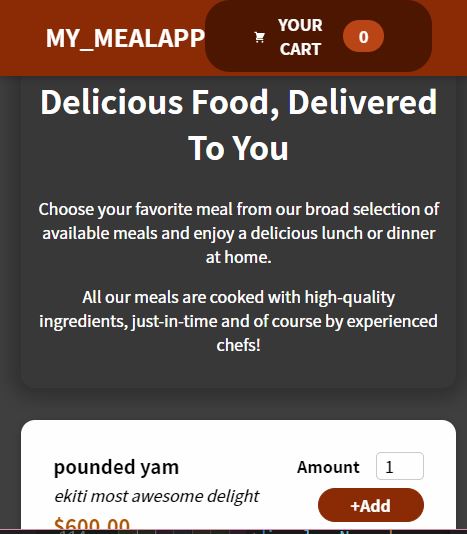 MY_MEALAPP
YOUR
CART
0
Delicious Food, Delivered
To You
Choose your favorite meal from our broad selection of
available meals and enjoy a delicious lunch or dinner
at home.
All our meals are cooked with high-quality
ingredients, just-in-time and of course by experienced
chefs!
pounded yam
Amount 1
ekiti most awesome delight
+Add
$600.00